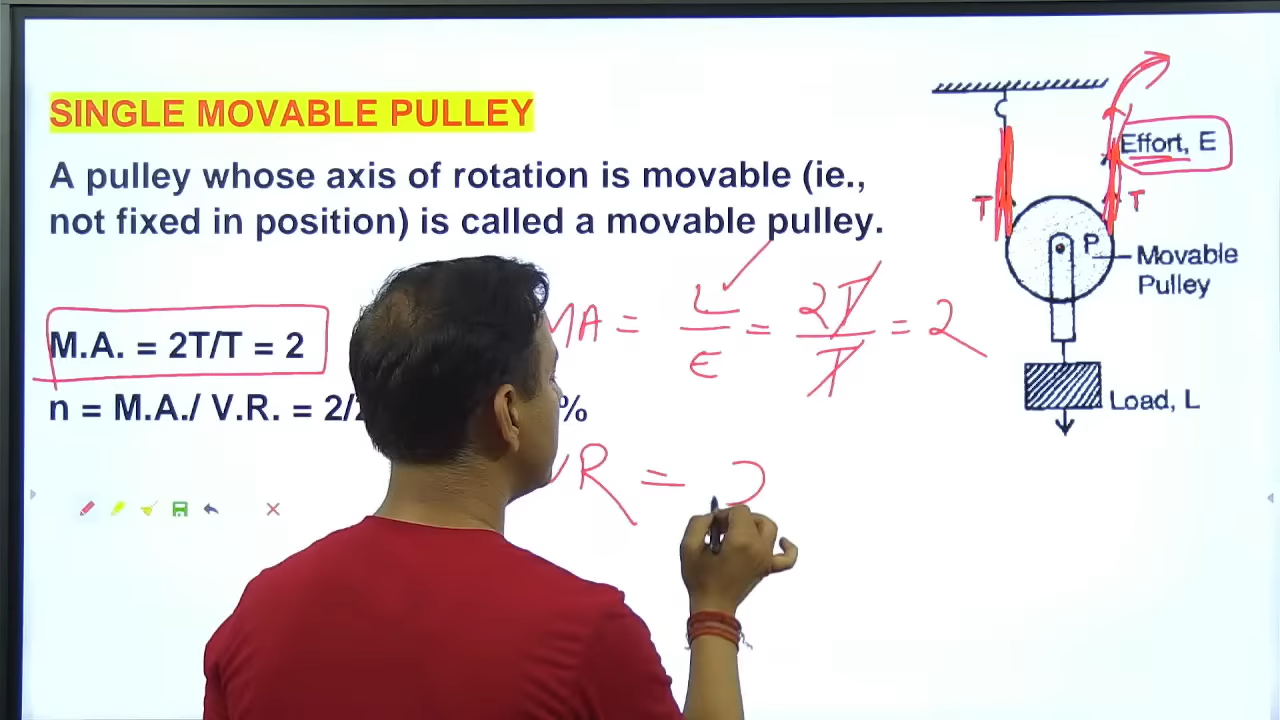 SINGLE MOVABLE PULLEY
A pulley whose axis of rotation is movable (ie.,
not fixed in position) is called a movable pulley.
M.A. = 2T/T = 2
n = M.A./ V.R. = 2/2 %
MA = L/E = 2T/T = 2
VR = 2
Effort, E
T T
P
Movable
Pulley
Load, L